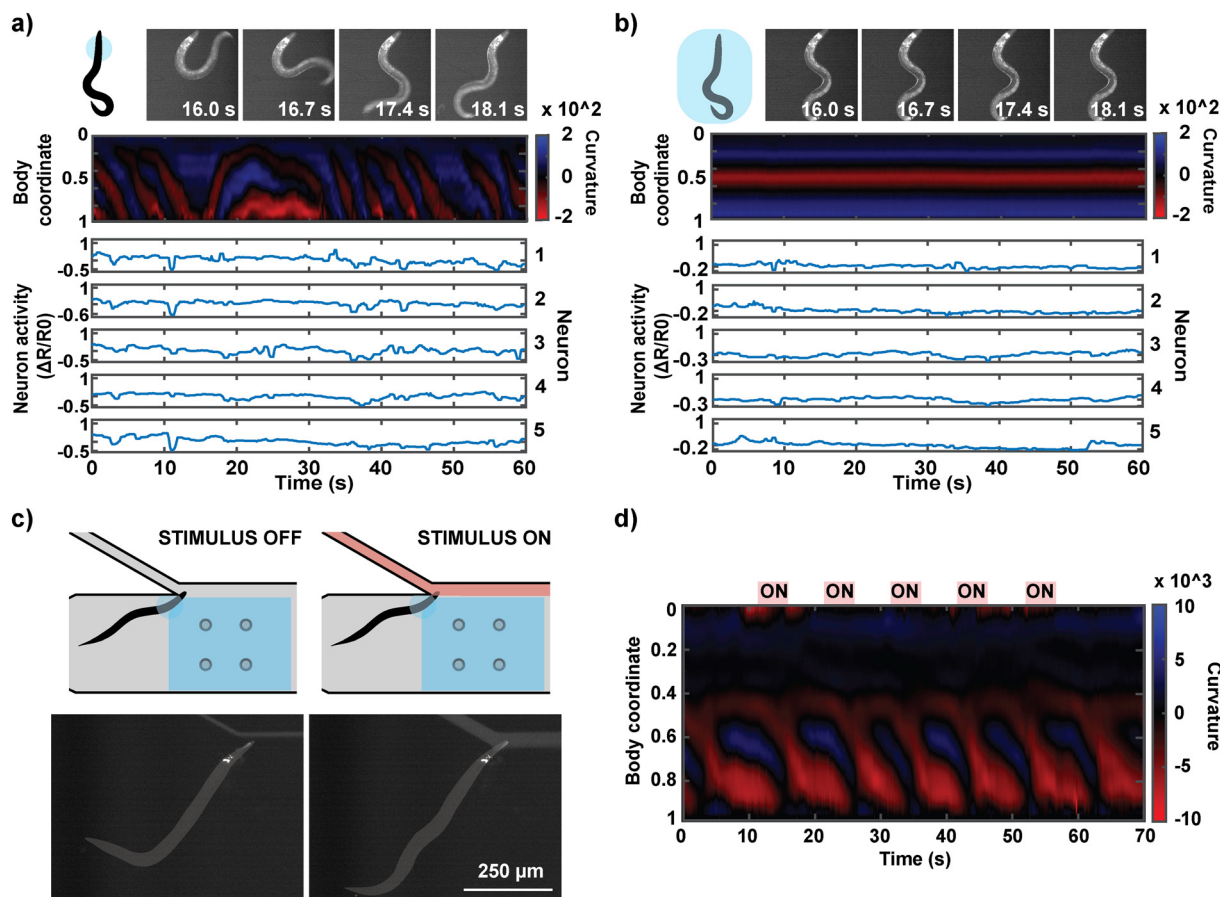 a)
16.0 s
16.7 s
17.4 s
18.1 s
x 10^2
Body coordinate
0
0.5
1
2
0
-2
Curvature
Neuron activity (ΔR/R0)
1
-0.5
1
1
-0.6
2
1
-0.5
3
1
-0.5
4
1
-0.5
5
Neuron
0
10
20
30
40
50
60
Time (s)
b)
16.0 s
16.7 s
17.4 s
18.1 s
x 10^2
Body coordinate
0
0.5
1
2
0
-2
Curvature
Neuron activity (ΔR/R0)
1
-0.2
1
1
-0.2
2
1
-0.3
3
1
-0.3
4
1
-0.2
5
Neuron
0
10
20
30
40
50
60
Time (s)
c)
STIMULUS OFF
STIMULUS ON
250 µm
d)
ON
ON
ON
ON
ON
x 10^3
Body coordinate
0
0.2
0.4
0.6
0.8
1
10
5
0
-5
-10
Curvature
0
10
20
30
40
50
60
70
Time (s)